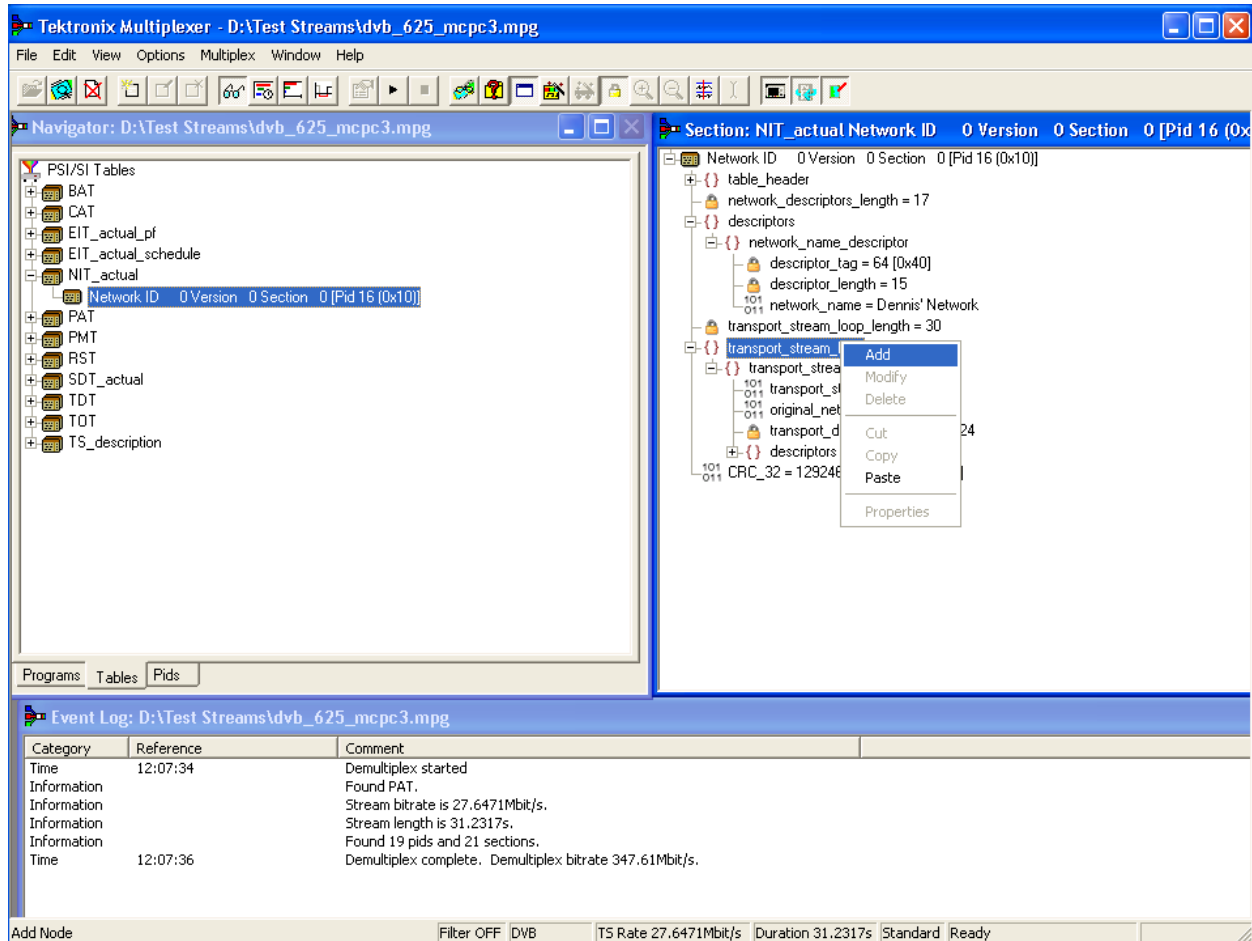 Tektronix Multiplexer - D:\Test Streams\dvb_625_mcpc3.mpg
File Edit View Options Multiplex Window Help
Navigator: D:\Test Streams\dvb_625_mcpc3.mpg
PSI/SI Tables
BAT
CAT
EIT_actual_pf
EIT_actual_schedule
NIT_actual
Network ID 0 Version 0 Section 0 [Pid 16 (0x10)]
PAT
PMT
RST
SDT_actual
TDT
TOT
TS_description
Programs Tables Pids
Section: NIT_actual Network ID 0 Version 0 Section 0 [Pid 16 (0x
Network ID 0 Version 0 Section 0 [Pid 16 (0x10)]
table_header
network_descriptors_length = 17
descriptors
network_name_descriptor
descriptor_tag = 64 [0x40]
descriptor_length = 15
network_name = Dennis' Network
transport_stream_loop_length = 30
transport_stream_l
transport_strea
transport_st
original_net
transport_d 24
descriptors
CRC_32 = 129246 ]
Add
Modify
Delete
Cut
Copy
Paste
Properties
Event Log: D:\Test Streams\dvb_625_mcpc3.mpg
Category Reference Comment
Time 12:07:34 Demultiplex started
Information Found PAT.
Information Stream bitrate is 27.6471Mbit/s.
Information Stream length is 31.2317s.
Information Found 19 pids and 21 sections.
Time 12:07:36 Demultiplex complete. Demultiplex bitrate 347.61Mbit/s.
Add Node Filter OFF DVB TS Rate 27.6471Mbit/s Duration 31.2317s Standard Ready